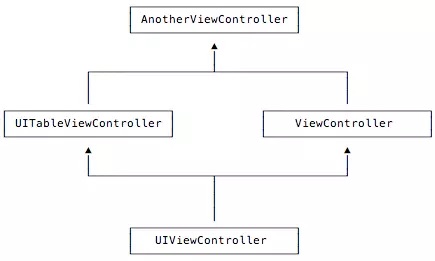 AnotherViewController
UITableViewController
ViewController
UIViewController